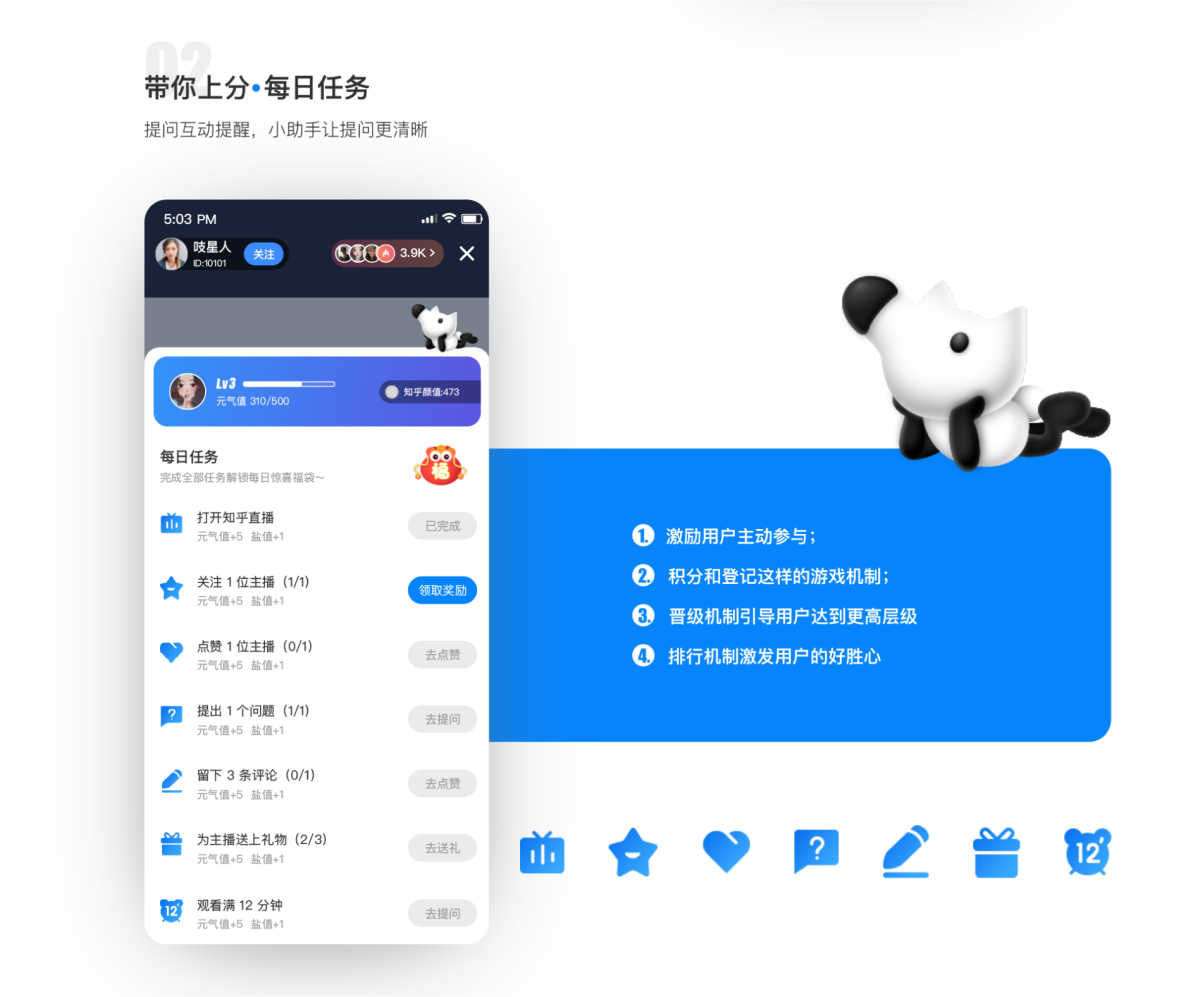 02
带你上分•每日任务
提问互动提醒，小助手让提问更清晰
5:03 PM
吱星人
ID:10101
关注
3.9K
Lv3
元气值 310/500
知乎颜值:473
每日任务
完成全部任务解锁每日惊喜福袋～
福
打开知乎直播
元气值+5 盐值+1
已完成
关注 1 位主播（1/1）
元气值+5 盐值+1
领取奖励
点赞 1 位主播（0/1）
元气值+5 盐值+1
去点赞
提出 1 个问题（1/1）
元气值+5 盐值+1
去提问
留下 3 条评论（0/1）
元气值+5 盐值+1
去点赞
为主播送上礼物（2/3）
元气值+5 盐值+1
去送礼
12
观看满 12 分钟
元气值+5 盐值+1
去提问
1. 激励用户主动参与；
2. 积分和登记这样的游戏机制；
3. 晋级机制引导用户达到更高层级
4. 排行机制激发用户的好胜心
?
12